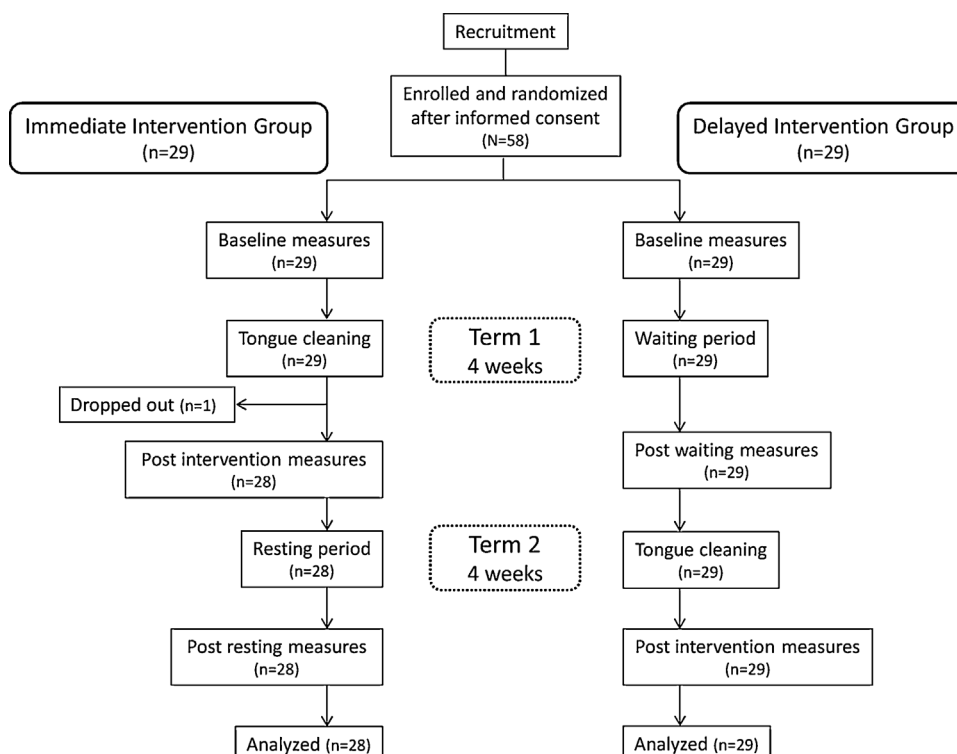 Recruitment
Enrolled and randomized
after informed consent
(N=58)
Immediate Intervention Group
(n=29)
Delayed Intervention Group
(n=29)
Baseline measures
(n=29)
Baseline measures
(n=29)
Tongue cleaning
(n=29)
Term 1
4 weeks
Waiting period
(n=29)
Dropped out (n=1)
Post intervention measures
(n=28)
Post waiting measures
(n=29)
Resting period
(n=28)
Term 2
4 weeks
Tongue cleaning
(n=29)
Post resting measures
(n=28)
Post intervention measures
(n=29)
Analyzed (n=28)
Analyzed (n=29)